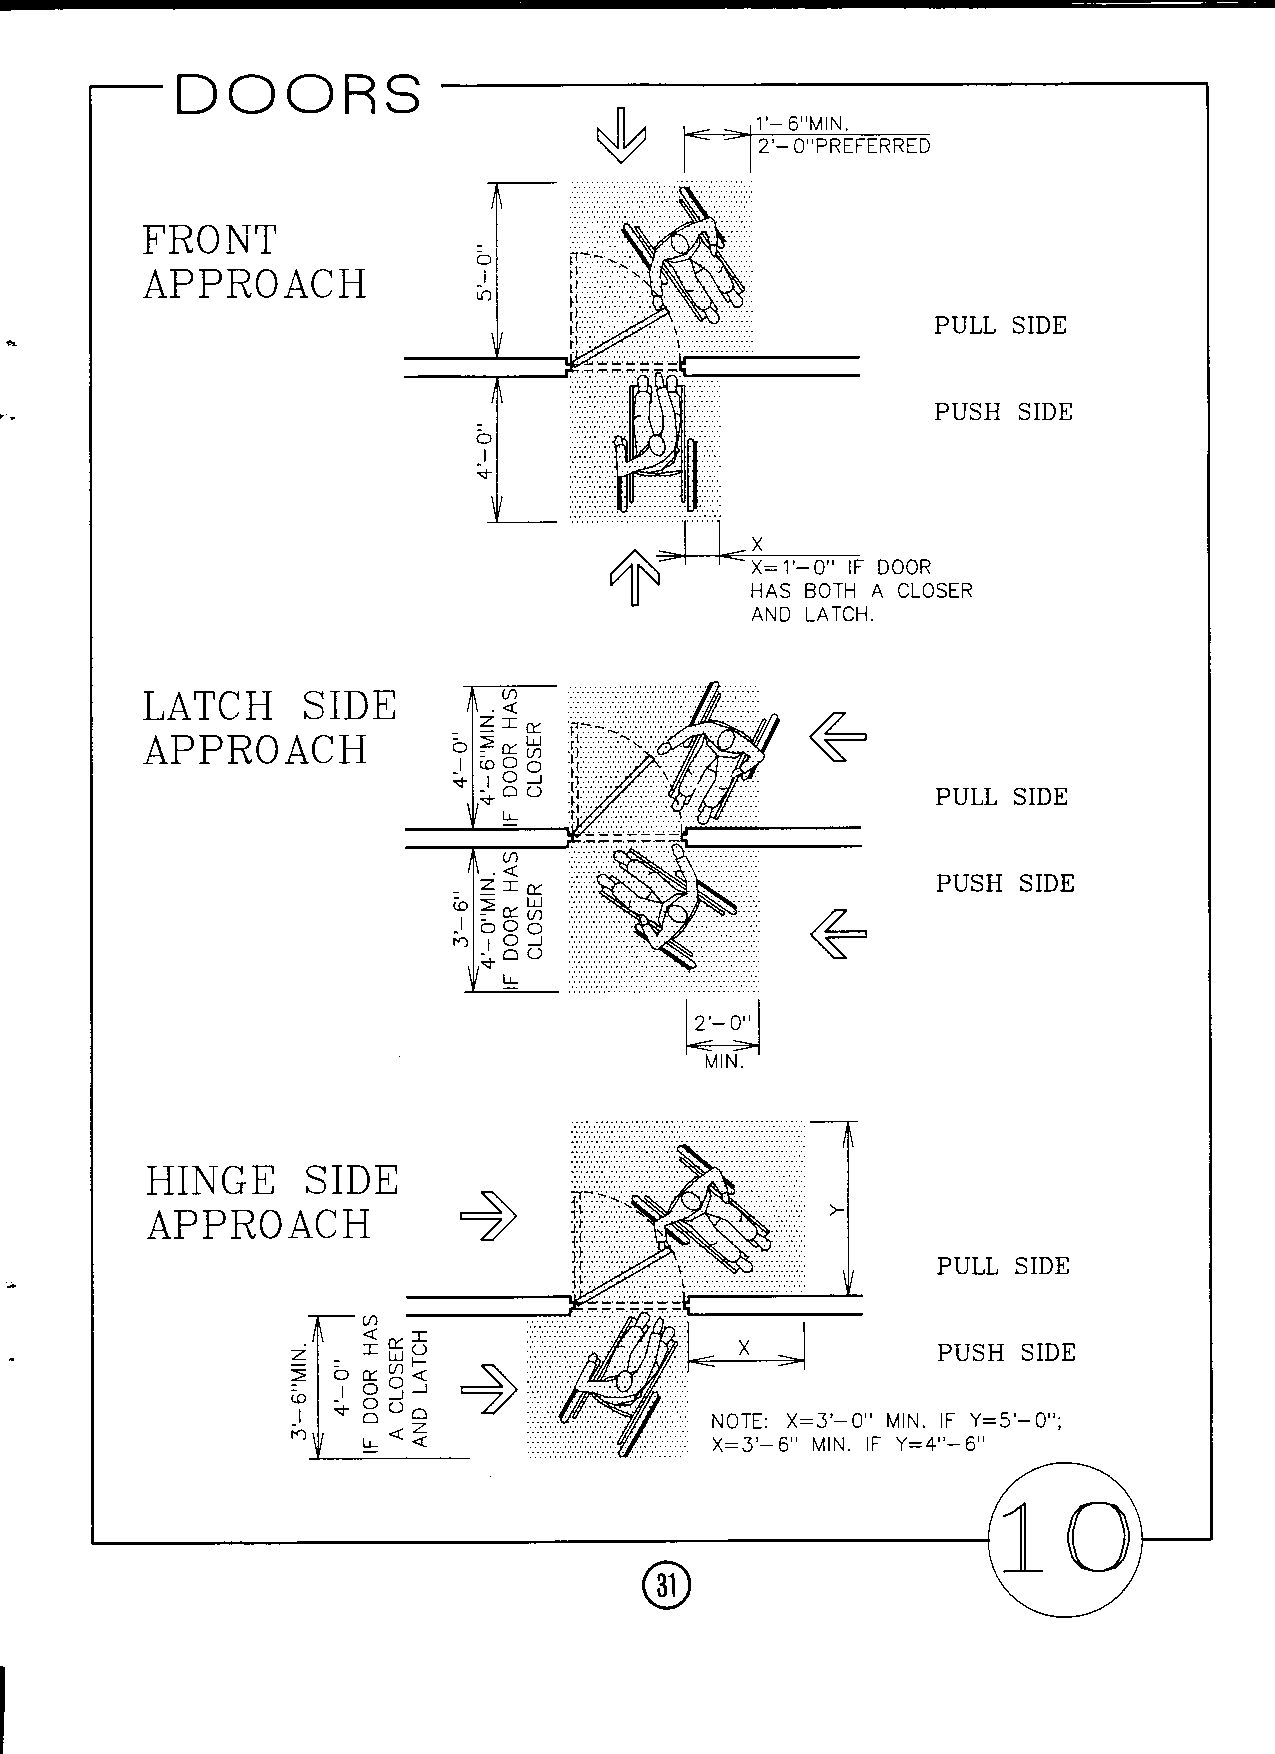 DOORS
1'-6"MIN.
2'-0"PREFERRED
FRONT
APPROACH
5'-0"
PULL SIDE
PUSH SIDE
4'-0"
X
X=1'-0" IF DOOR
HAS BOTH A CLOSER
AND LATCH.
LATCH SIDE
APPROACH
4'-0"
4'-6"MIN.
IF DOOR HAS
CLOSER
PULL SIDE
PUSH SIDE
3'-6"
4'-0"MIN.
IF DOOR HAS
CLOSER
2'-0"
MIN.
HINGE SIDE
APPROACH
Y
PULL SIDE
PUSH SIDE
3'-6"MIN.
4'-0"
IF DOOR HAS
A CLOSER
AND LATCH
X
NOTE: X=3'-0" MIN. IF Y=5'-0";
X=3'-6" MIN. IF Y=4"-6"
10
31